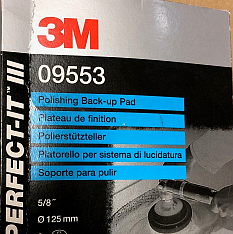 PERFECT-IT™ III
3M
09553
Polishing Back-up Pad
Plateau de finition
Polierstützteller
Platorello per sistema di lucidatura
Soporte para pulir
5/8"
Ø 125 mm